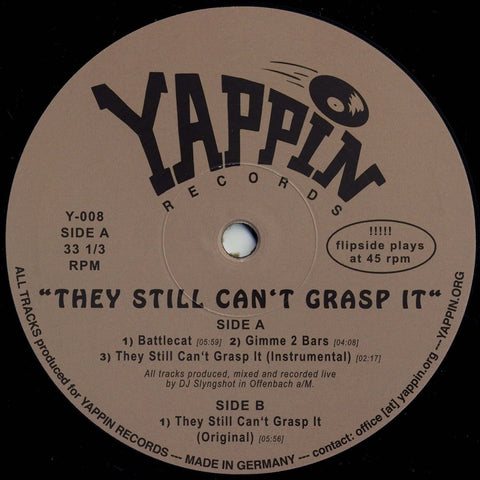 YAPPIN
RECORDS
Y-008
SIDE A
33 1/3
RPM
!!!!!
flipside plays
at 45 rpm
"THEY STILL CAN'T GRASP IT"
SIDE A
1) Battlecat [05:59] 2) Gimme 2 Bars [04:08]
3) They Still Can't Grasp It (Instrumental) [02:17]
All tracks produced, mixed and recorded live
by DJ Slyngshot in Offenbach a/M.
SIDE B
1) They Still Can't Grasp It
(Original) [05:56]
ALL TRACKS produced for YAPPIN RECORDS --- MADE IN GERMANY --- contact: office [at] yappin.org ---YAPPIN.ORG